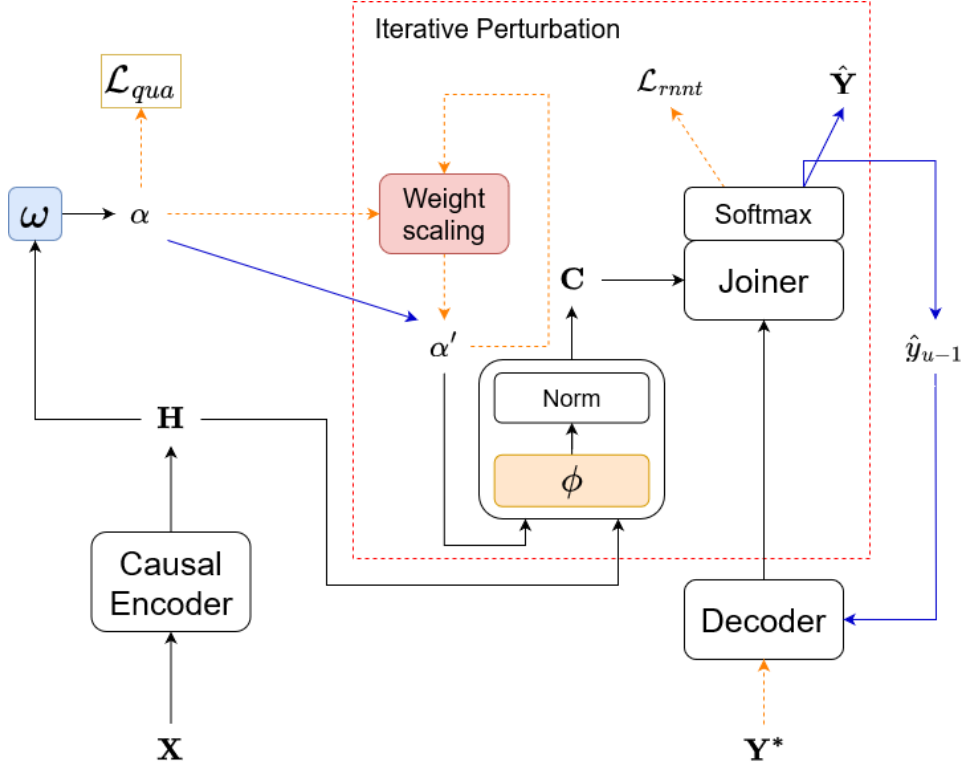 Iterative Perturbation
ℒ_qua
ℒ_rnnt
Ŷ
ω
α
Weight
scaling
Softmax
C
Joiner
α′
ŷ_{u−1}
Norm
H
ϕ
Causal
Encoder
Decoder
X
Y*